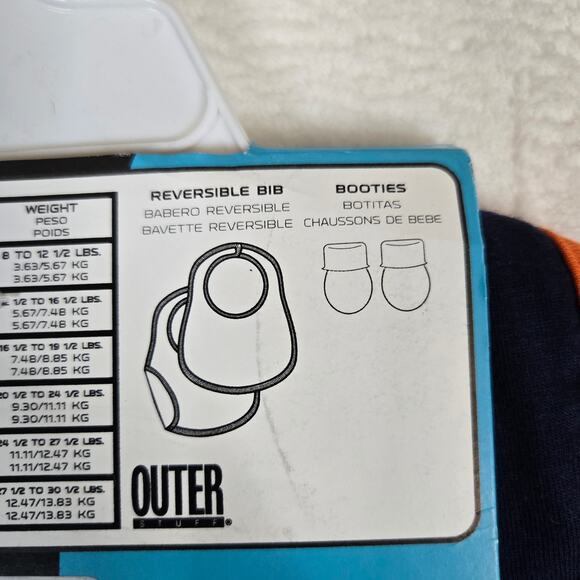 WEIGHT
PESO
POIDS
8 TO 12 1/2 LBS.
3.63/5.67 KG
3.63/5.67 KG
1/2 TO 16 1/2 LBS.
5.67/7.48 KG
5.67/7.48 KG
16 1/2 TO 19 1/2 LBS.
7.48/8.85 KG
7.48/8.85 KG
20 1/2 TO 24 1/2 LBS.
9.30/11.11 KG
9.30/11.11 KG
24 1/2 TO 27 1/2 LBS.
11.11/12.47 KG
11.11/12.47 KG
27 1/2 TO 30 1/2 LBS.
12.47/13.83 KG
12.47/13.83 KG
REVERSIBLE BIB
BABERO REVERSIBLE
BAVETTE REVERSIBLE
BOOTIES
BOTITAS
CHAUSSONS DE BEBE
OUTER
STUFF®